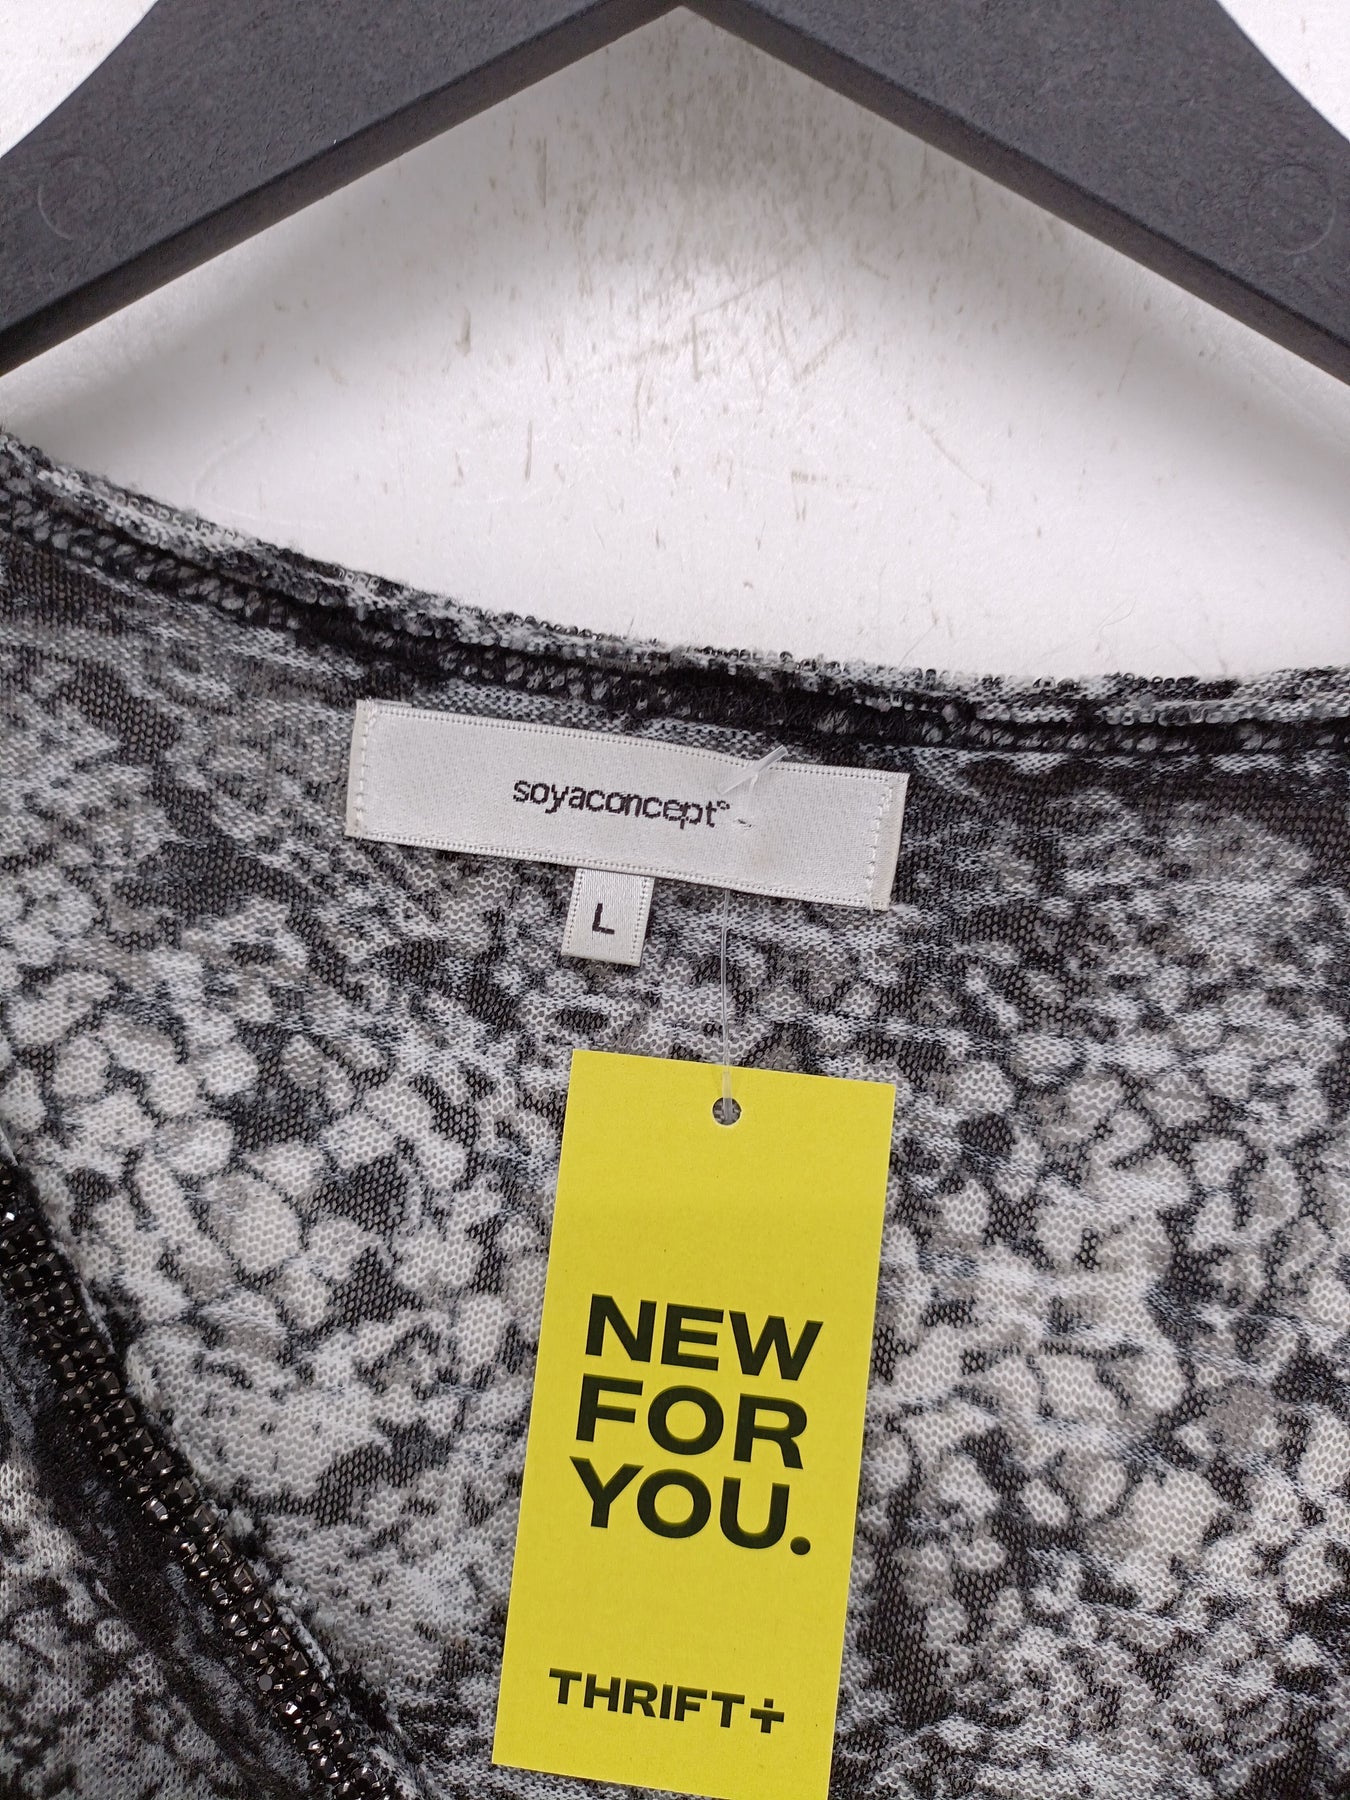 soyaconcept®
L
NEW
FOR
YOU.
THRIFT+